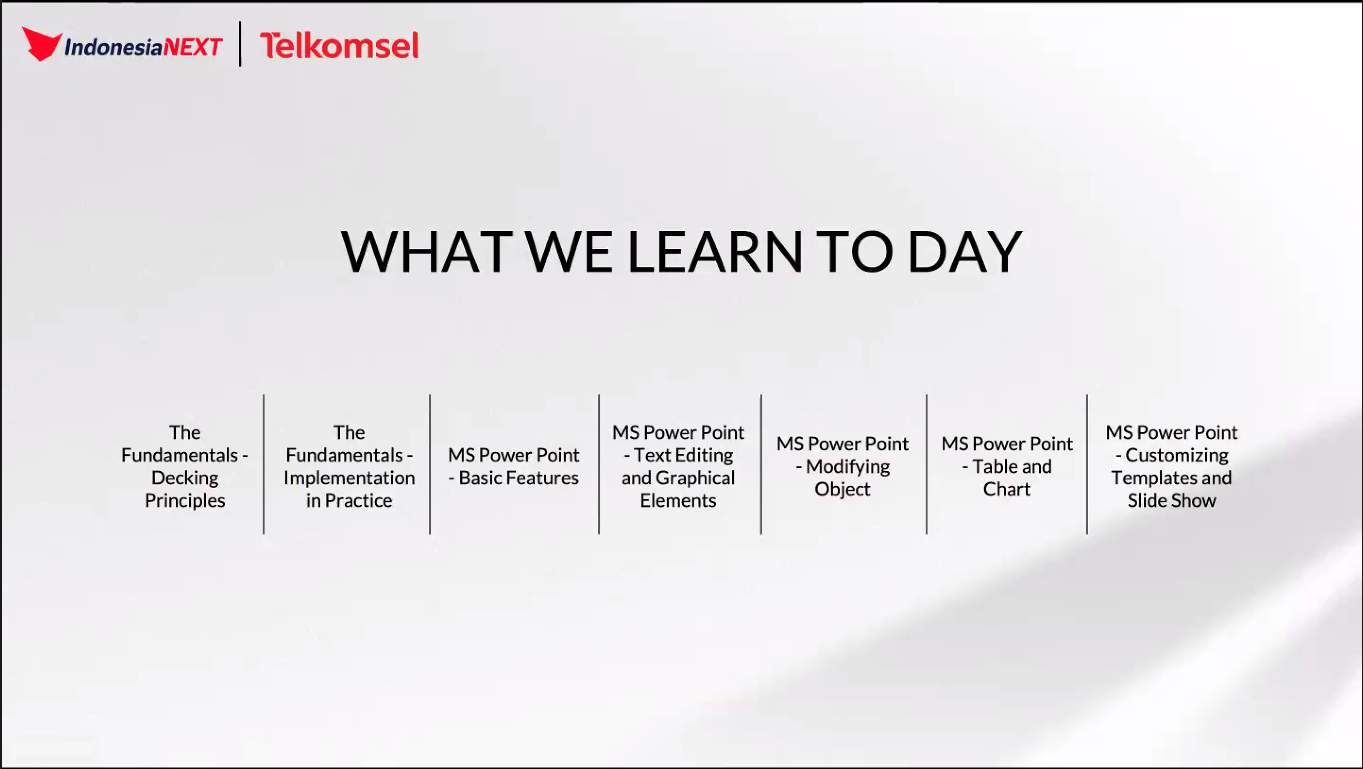 IndonesiaNEXT | Telkomsel
WHAT WE LEARN TO DAY
The
Fundamentals -
Decking
Principles
The
Fundamentals -
Implementation
in Practice
MS Power Point
- Basic Features
MS Power Point
- Text Editing
and Graphical
Elements
MS Power Point
- Modifying
Object
MS Power Point
- Table and
Chart
MS Power Point
- Customizing
Templates and
Slide Show